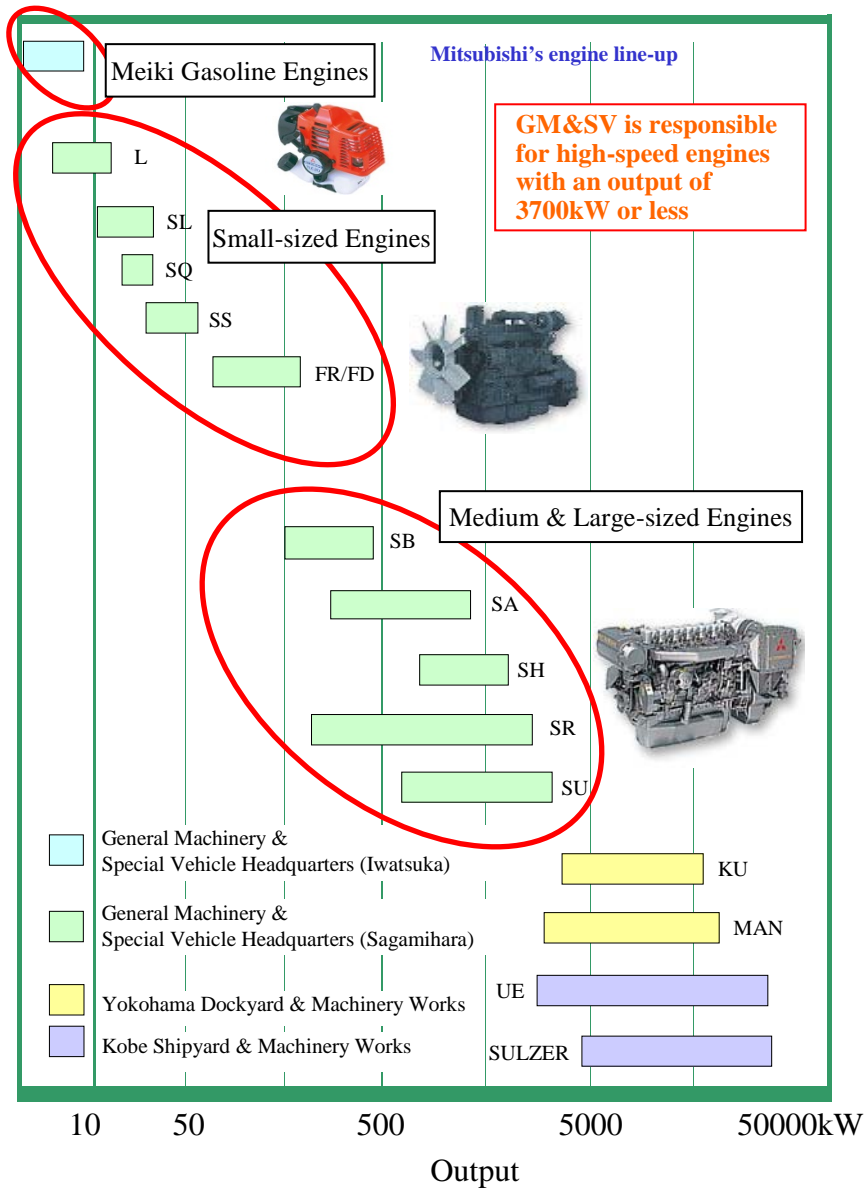 Mitsubishi's engine line-up
Meiki Gasoline Engines
GM&SV is responsible
for high-speed engines
with an output of
3700kW or less
L
SL
Small-sized Engines
SQ
SS
FR/FD
Medium & Large-sized Engines
SB
SA
SH
SR
SU
General Machinery &
Special Vehicle Headquarters (Iwatsuka)
KU
General Machinery &
Special Vehicle Headquarters (Sagamihara)
MAN
UE
Yokohama Dockyard & Machinery Works
Kobe Shipyard & Machinery Works
SULZER
10 50 500 5000 50000kW
Output